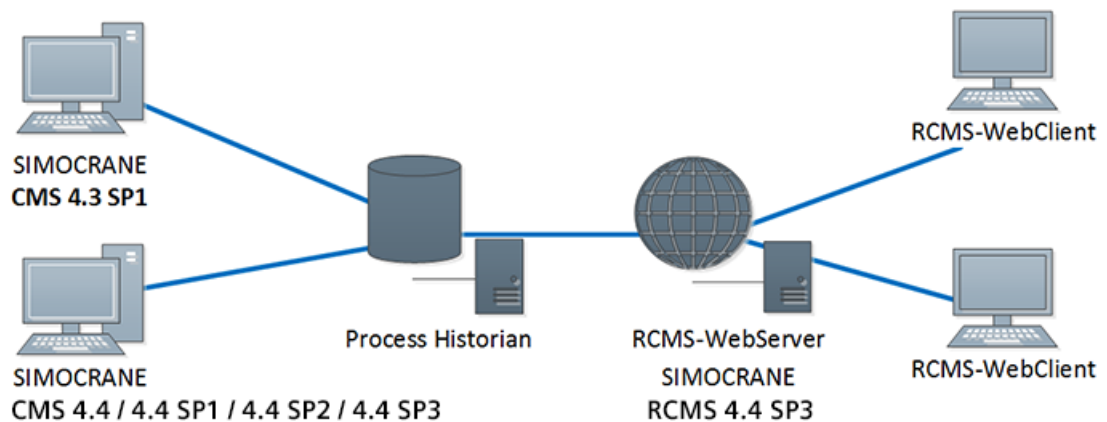 SIMOCRANE
CMS 4.3 SP1
SIMOCRANE
CMS 4.4 / 4.4 SP1 / 4.4 SP2 / 4.4 SP3
Process Historian
RCMS-WebServer
SIMOCRANE
RCMS 4.4 SP3
RCMS-WebClient
RCMS-WebClient